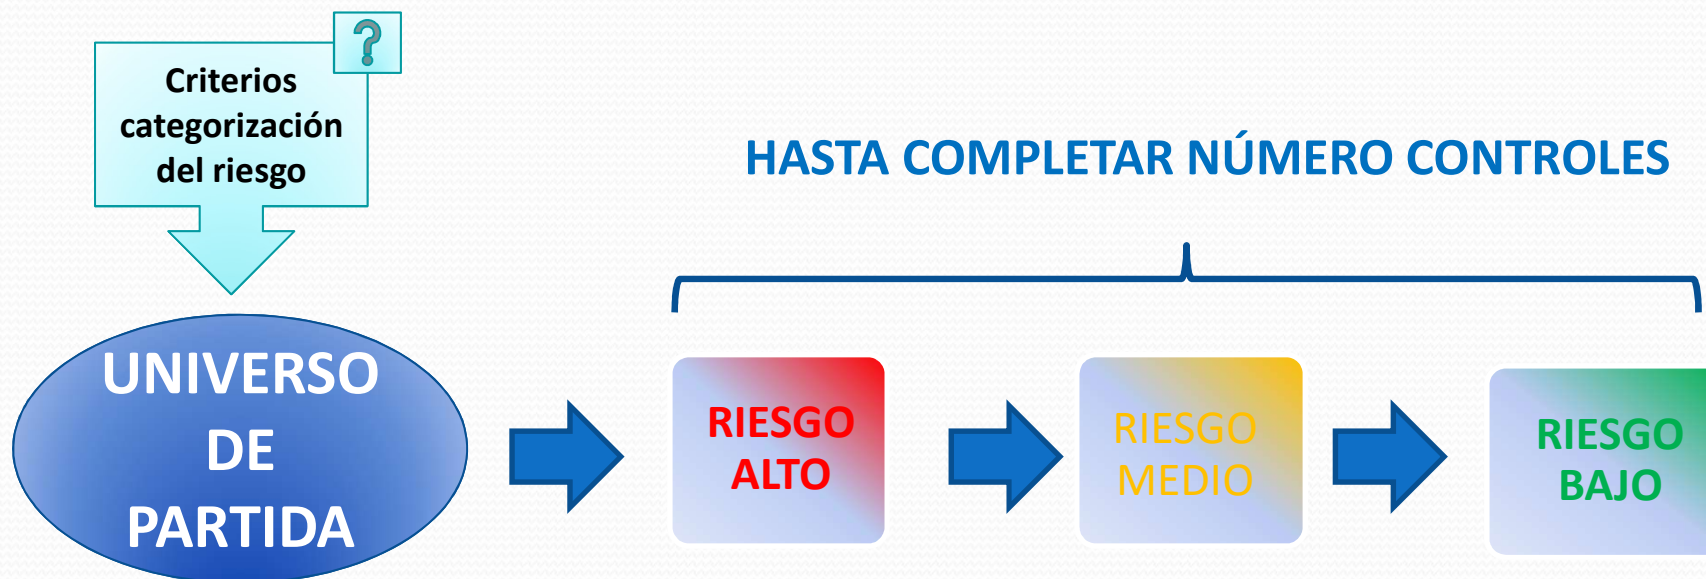 ?
Criterios
categorización
del riesgo
HASTA COMPLETAR NÚMERO CONTROLES
UNIVERSO
DE
PARTIDA
RIESGO
ALTO
RIESGO
MEDIO
RIESGO
BAJO